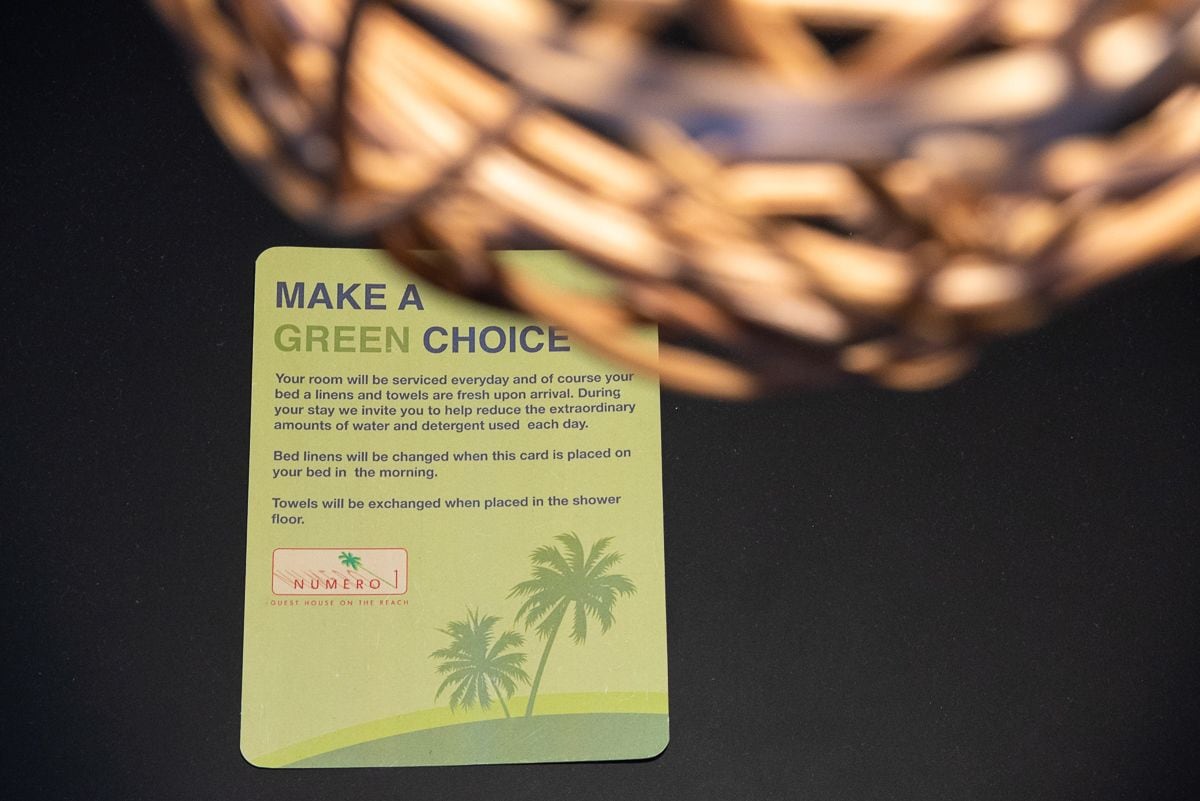 MAKE A
GREEN CHOICE
Your room will be serviced everyday and of course your
bed a linens and towels are fresh upon arrival. During
your stay we invite you to help reduce the extraordinary
amounts of water and detergent used  each day.
Bed linens will be changed when this card is placed on
your bed in  the morning.
Towels will be exchanged when placed in the shower
floor.
NUMERO 1
GUEST HOUSE ON THE BEACH